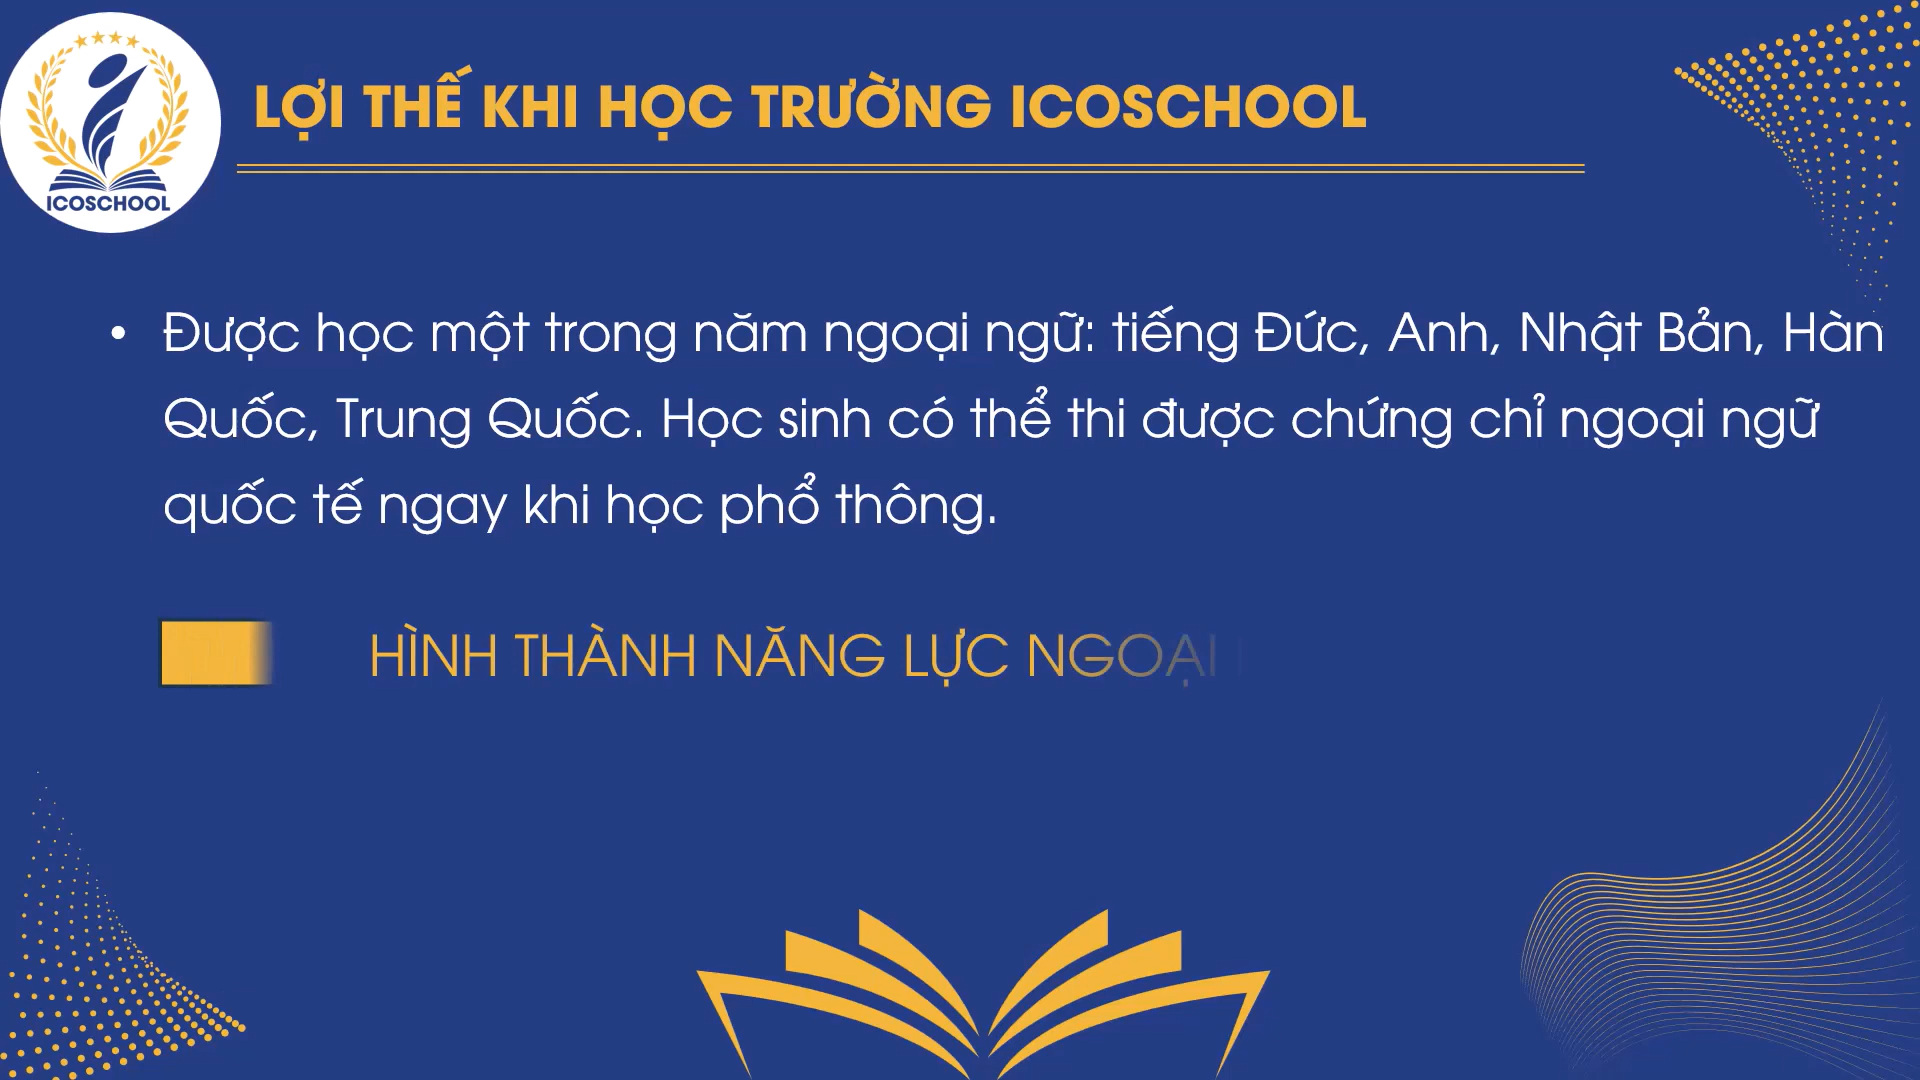 ICOSCHOOL
LỢI THẾ KHI HỌC TRƯỜNG ICOSCHOOL
• Được học một trong năm ngoại ngữ: tiếng Đức, Anh, Nhật Bản, Hàn
Quốc, Trung Quốc. Học sinh có thể thi được chứng chỉ ngoại ngữ
quốc tế ngay khi học phổ thông.
HÌNH THÀNH NĂNG LỰC NGOẠI